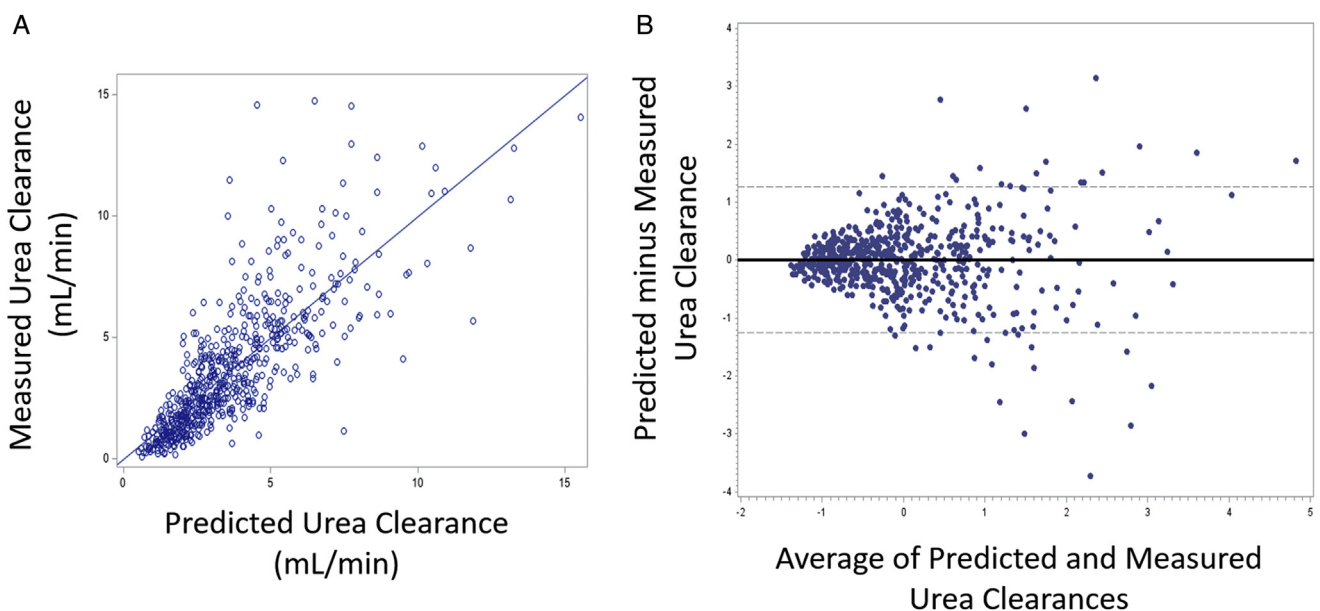 A
Measured Urea Clearance
(mL/min)
15
10
5
0
0 5 10 15
Predicted Urea Clearance
(mL/min)
B
Predicted minus Measured
Urea Clearance
4
3
2
1
0
-1
-2
-3
-4
-2 -1 0 1 2 3 4 5
Average of Predicted and Measured
Urea Clearances